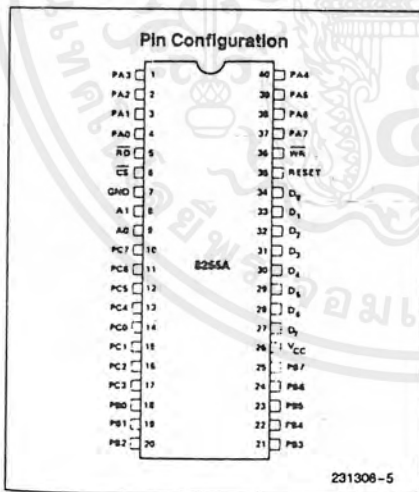 Pin Configuration
PA3 1 40 PA4
PA2 2 39 PA5
PA1 3 38 PA6
PA0 4 37 PA7
RD 5 36 WR
CS 6 35 RESET
GND 7 34 D0
A1 8 33 D1
A0 9 32 D2
PC7 10 31 D3
PC6 11 8255A 30 D4
PC5 12 29 D5
PC4 13 28 D6
PC0 14 27 D7
PC1 15 26 VCC
PC2 16 25 PB7
PC3 17 24 PB6
PB0 18 23 PB5
PB1 19 22 PB4
PB2 20 21 PB3
231306-5